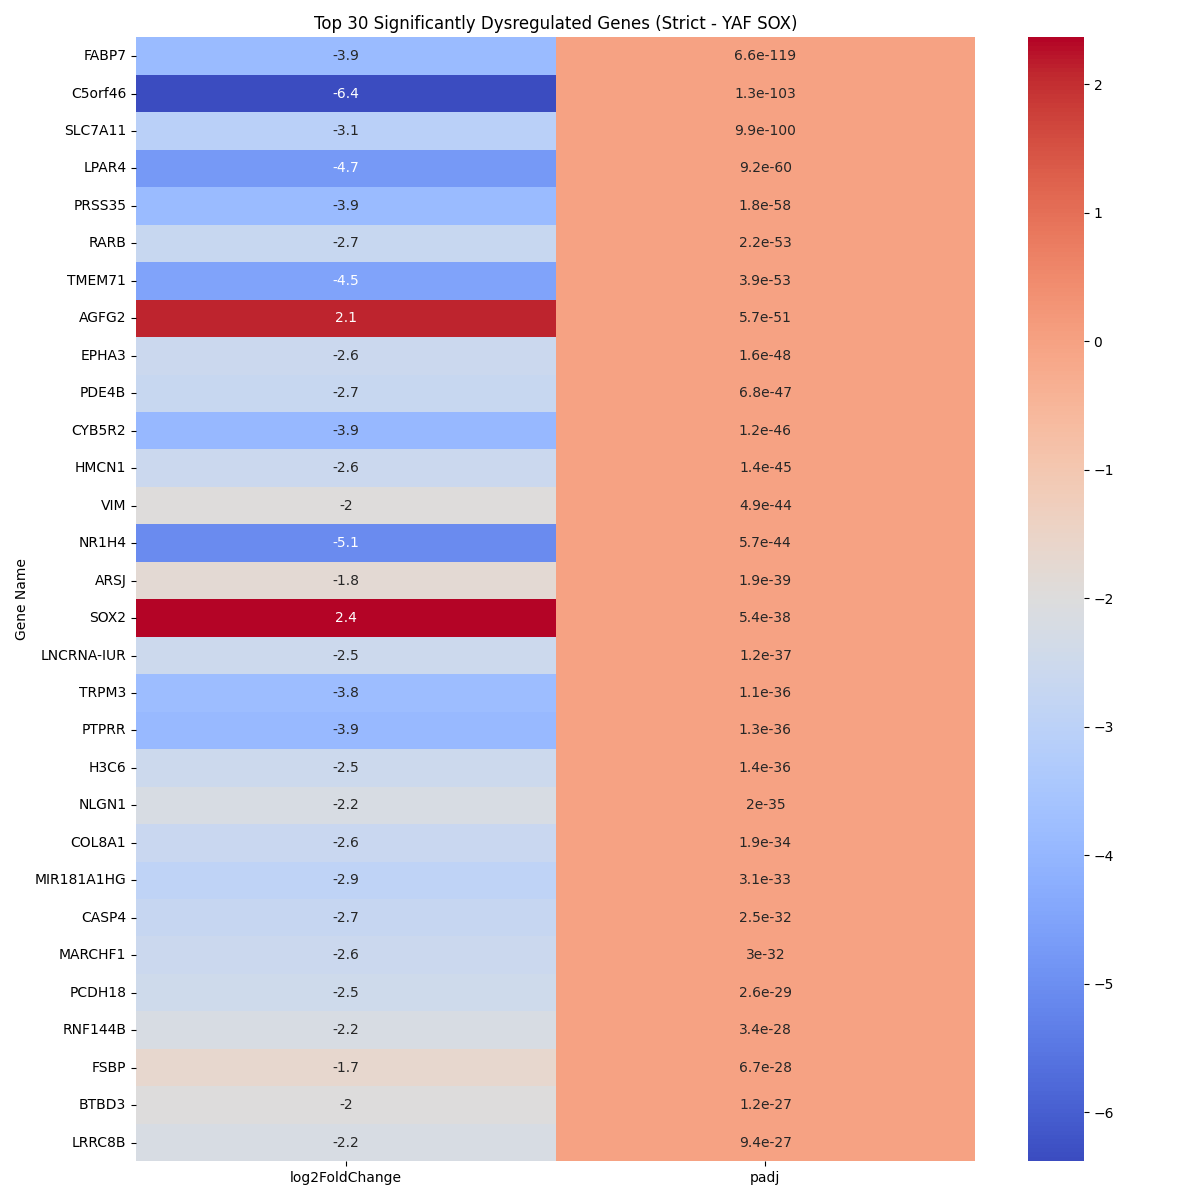 Top 30 Significantly Dysregulated Genes (Strict - YAF SOX)
FABP7 -3.9 6.6e-119
C5orf46 -6.4 1.3e-103
SLC7A11 -3.1 9.9e-100
LPAR4 -4.7 9.2e-60
PRSS35 -3.9 1.8e-58
RARB -2.7 2.2e-53
TMEM71 -4.5 3.9e-53
AGFG2 2.1 5.7e-51
EPHA3 -2.6 1.6e-48
PDE4B -2.7 6.8e-47
CYB5R2 -3.9 1.2e-46
HMCN1 -2.6 1.4e-45
VIM -2 4.9e-44
NR1H4 -5.1 5.7e-44
ARSJ -1.8 1.9e-39
SOX2 2.4 5.4e-38
LNCRNA-IUR -2.5 1.2e-37
TRPM3 -3.8 1.1e-36
PTPRR -3.9 1.3e-36
H3C6 -2.5 1.4e-36
NLGN1 -2.2 2e-35
COL8A1 -2.6 1.9e-34
MIR181A1HG -2.9 3.1e-33
CASP4 -2.7 2.5e-32
MARCHF1 -2.6 3e-32
PCDH18 -2.5 2.6e-29
RNF144B -2.2 3.4e-28
FSBP -1.7 6.7e-28
BTBD3 -2 1.2e-27
LRRC8B -2.2 9.4e-27
log2FoldChange padj
Gene Name
2
1
0
−1
−2
−3
−4
−5
−6